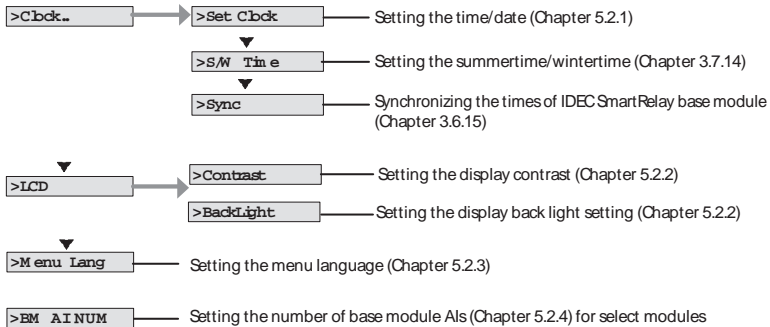 >Clock..
>Set Clock
Setting the time/date (Chapter 5.2.1)
>S/W Time
Setting the summertime/wintertime (Chapter 3.7.14)
>Sync
Synchronizing the times of IDEC SmartRelay base module
(Chapter 3.6.15)
>LCD
>Contrast
Setting the display contrast (Chapter 5.2.2)
>BackLight
Setting the display back light setting (Chapter 5.2.2)
>Menu Lang
Setting the menu language (Chapter 5.2.3)
>BM AINUM
Setting the number of base module AIs (Chapter 5.2.4) for select modules